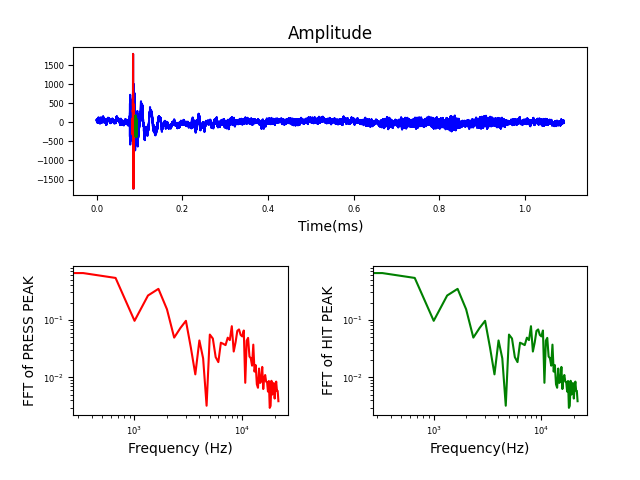 Amplitude
1500
1000
500
0
−500
−1000
−1500
0.0 0.2 0.4 0.6 0.8 1.0
Time(ms)
FFT of PRESS PEAK
10⁻¹
10⁻²
10³ 10⁴
Frequency (Hz)
FFT of HIT PEAK
10⁻¹
10⁻²
10³ 10⁴
Frequency(Hz)